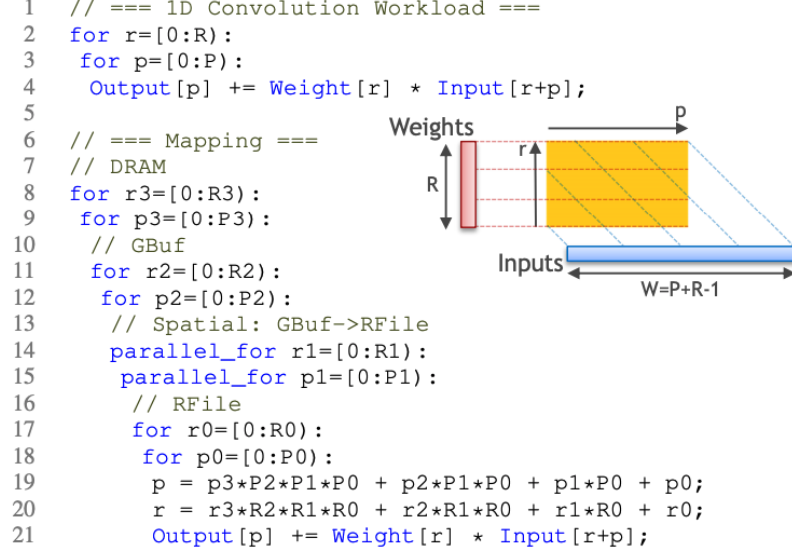 1 // === 1D Convolution Workload ===
2 for r=[0:R):
3 for p=[0:P):
4 Output[p] += Weight[r] * Input[r+p];
5
6 // === Mapping ===
7 // DRAM
8 for r3=[0:R3):
9 for p3=[0:P3):
10 // GBuf
11 for r2=[0:R2):
12 for p2=[0:P2):
13 // Spatial: GBuf->RFile
14 parallel_for r1=[0:R1):
15 parallel_for p1=[0:P1):
16 // RFile
17 for r0=[0:R0):
18 for p0=[0:P0):
19 p = p3*P2*P1*P0 + p2*P1*P0 + p1*P0 + p0;
20 r = r3*R2*R1*R0 + r2*R1*R0 + r1*R0 + r0;
21 Output[p] += Weight[r] * Input[r+p];
p
Weights
r
R
Inputs
W=P+R-1